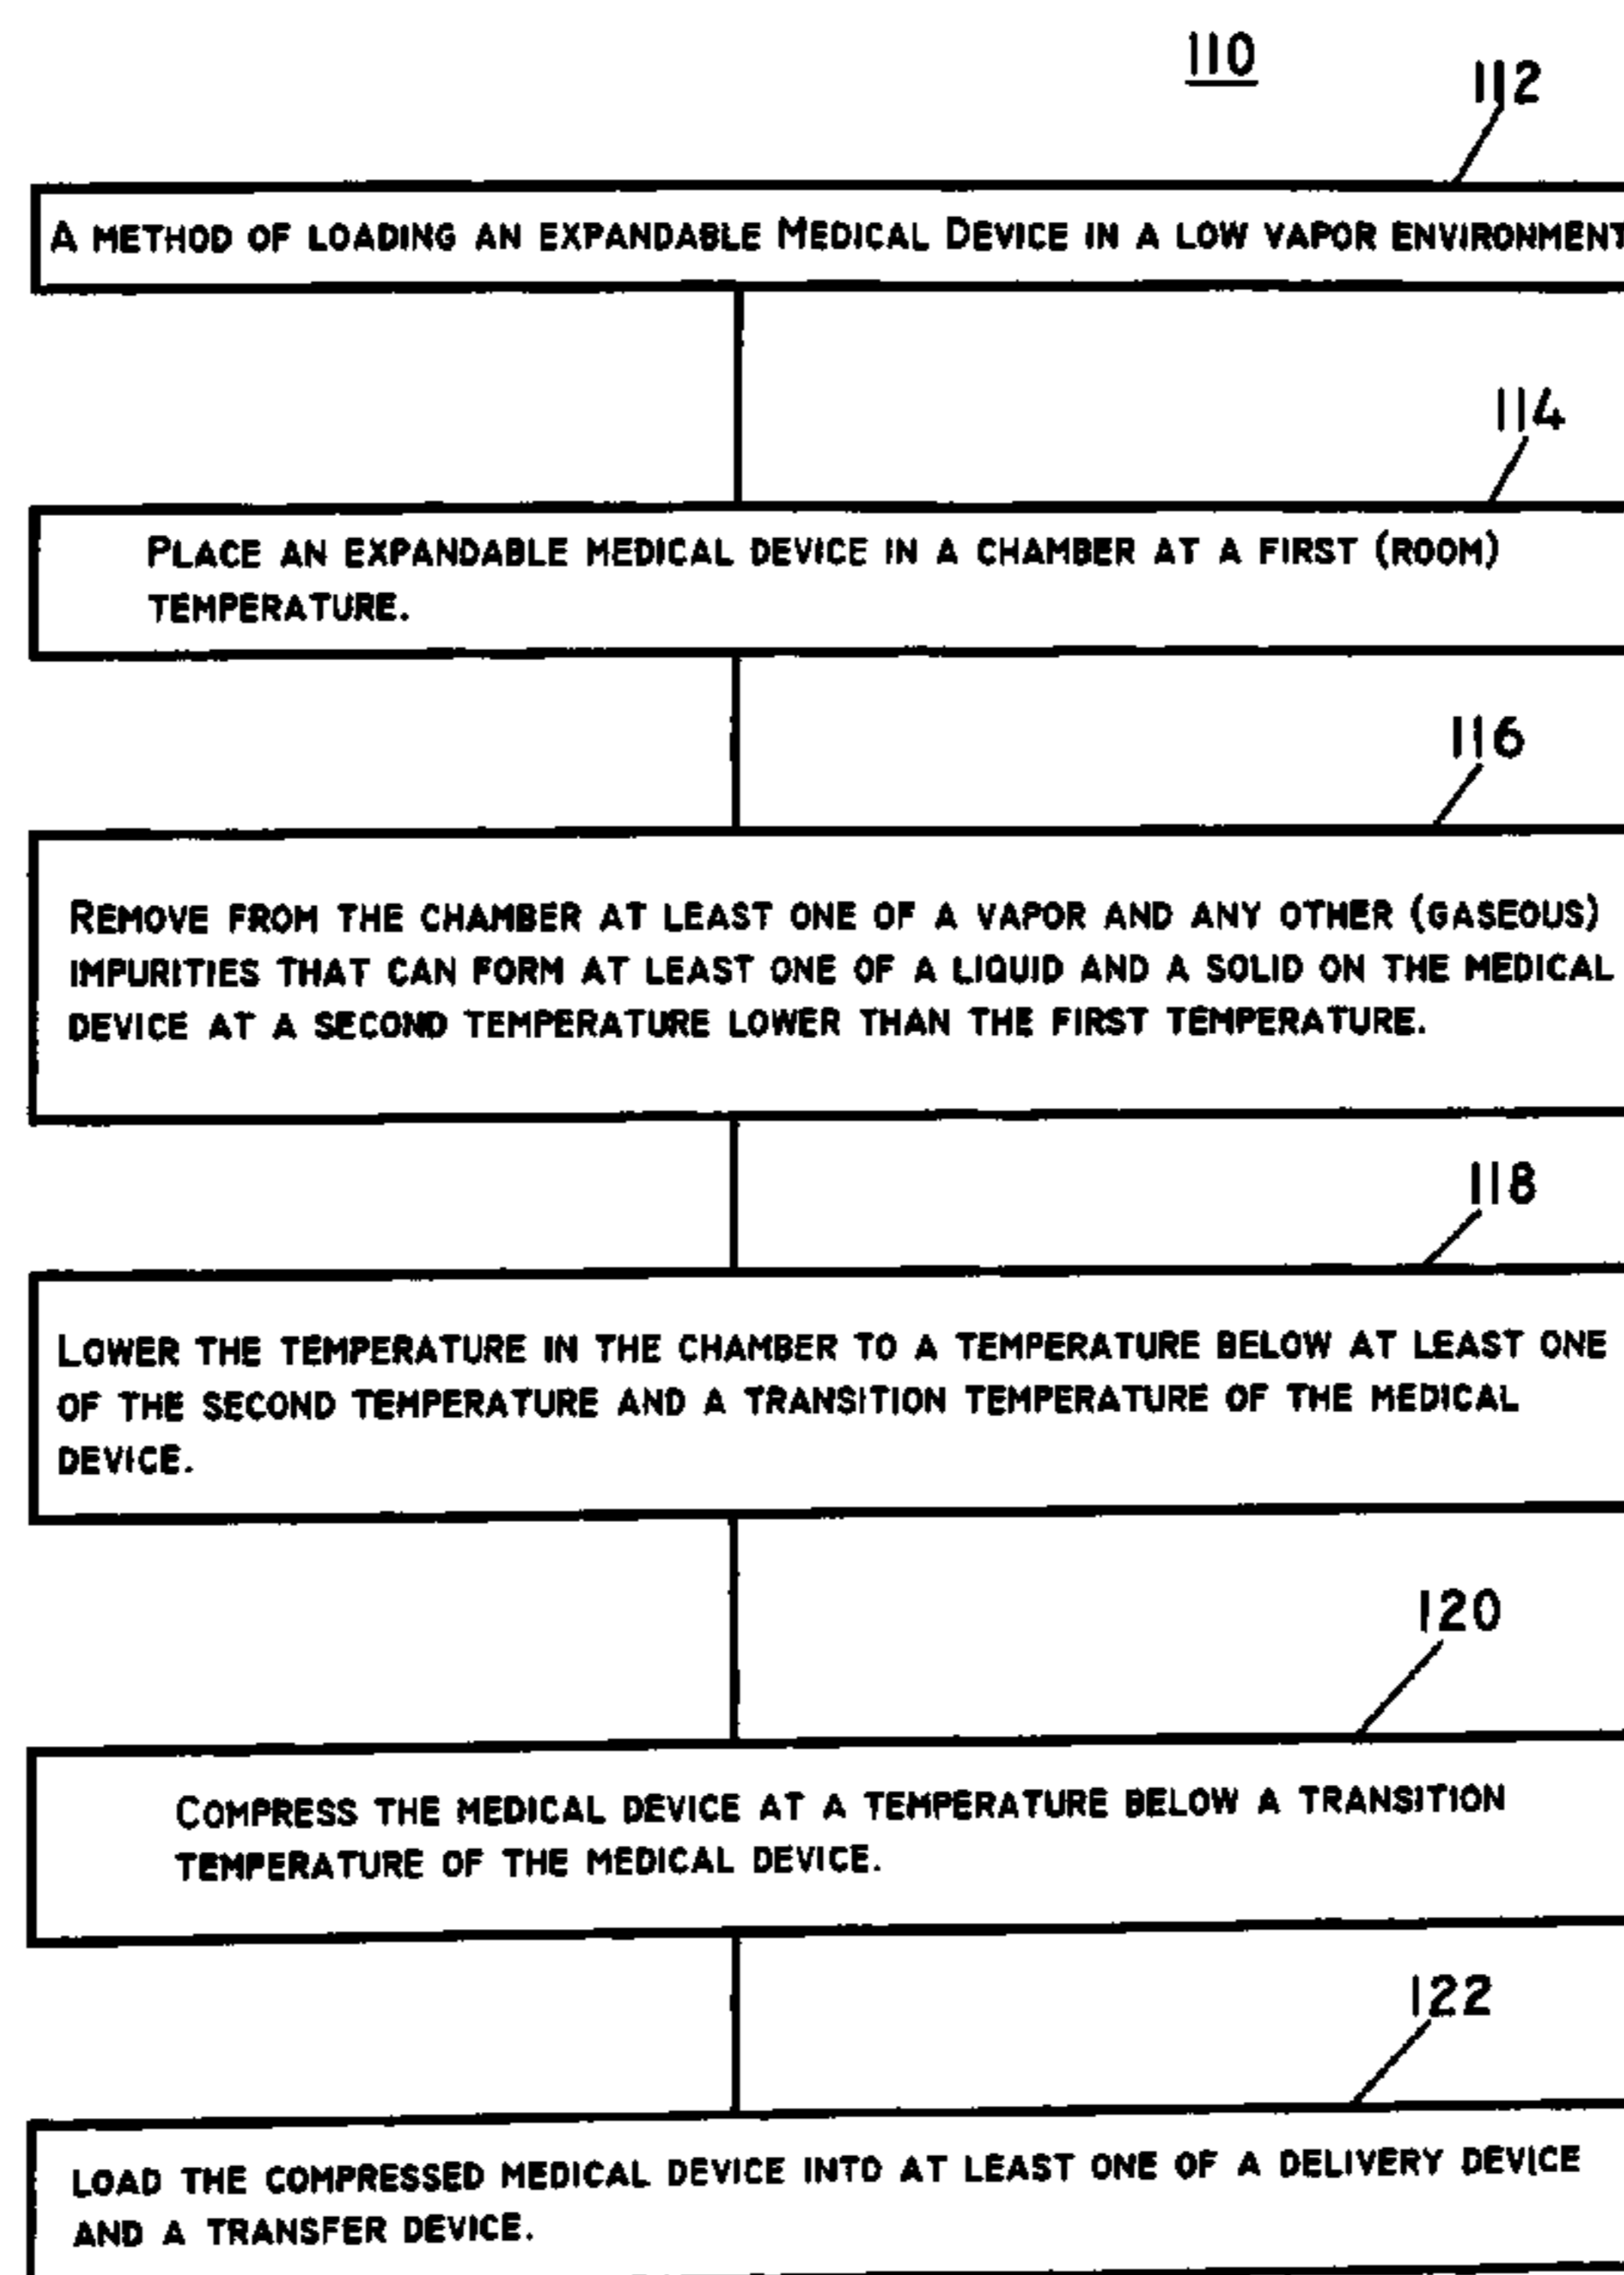 110
112
A METHOD OF LOADING AN EXPANDABLE MEDICAL DEVICE IN A LOW VAPOR ENVIRONMENT
114
PLACE AN EXPANDABLE MEDICAL DEVICE IN A CHAMBER AT A FIRST (ROOM)
TEMPERATURE.
116
REMOVE FROM THE CHAMBER AT LEAST ONE OF A VAPOR AND ANY OTHER (GASEOUS)
IMPURITIES THAT CAN FORM AT LEAST ONE OF A LIQUID AND A SOLID ON THE MEDICAL
DEVICE AT A SECOND TEMPERATURE LOWER THAN THE FIRST TEMPERATURE.
118
LOWER THE TEMPERATURE IN THE CHAMBER TO A TEMPERATURE BELOW AT LEAST ONE
OF THE SECOND TEMPERATURE AND A TRANSITION TEMPERATURE OF THE MEDICAL
DEVICE.
120
COMPRESS THE MEDICAL DEVICE AT A TEMPERATURE BELOW A TRANSITION
TEMPERATURE OF THE MEDICAL DEVICE.
122
LOAD THE COMPRESSED MEDICAL DEVICE INTO AT LEAST ONE OF A DELIVERY DEVICE
AND A TRANSFER DEVICE.